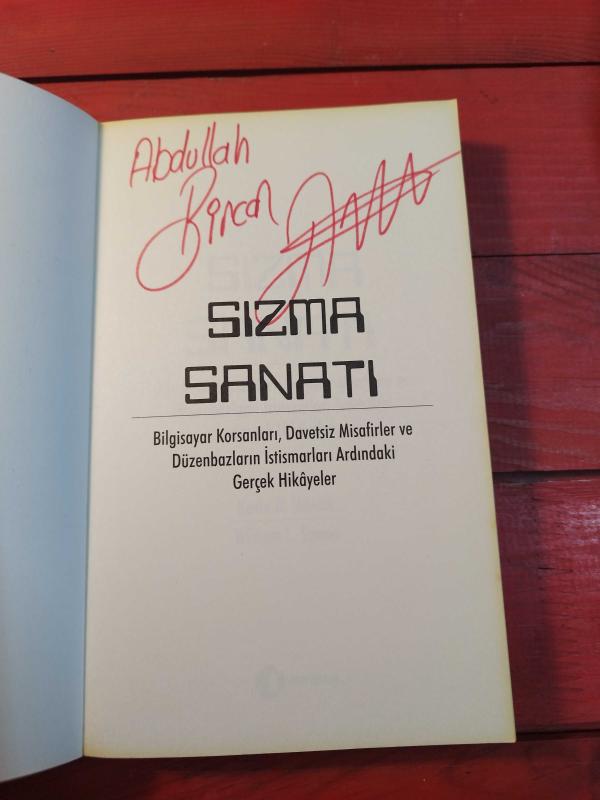 Abdullah
Bircan
SIZMA
SANATI
Bilgisayar Korsanları, Davetsiz Misafirler ve
Düzenbazların İstismarları Ardındaki
Gerçek Hikâyeler